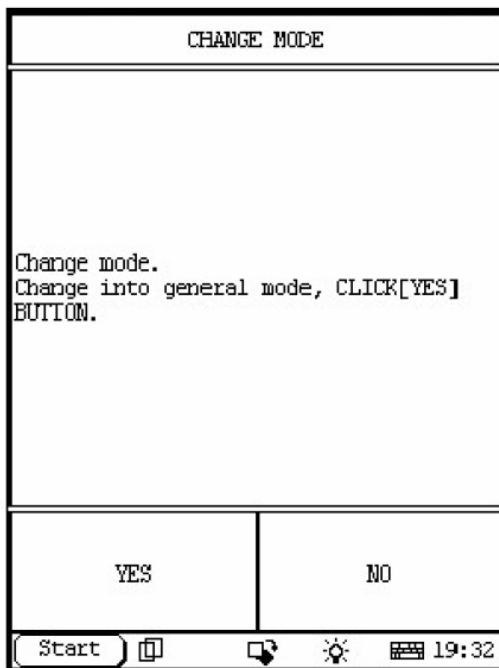 CHANGE MODE
Change mode.
Change into general mode, CLICK[YES]
BUTTON.
YES NO
Start 19:32